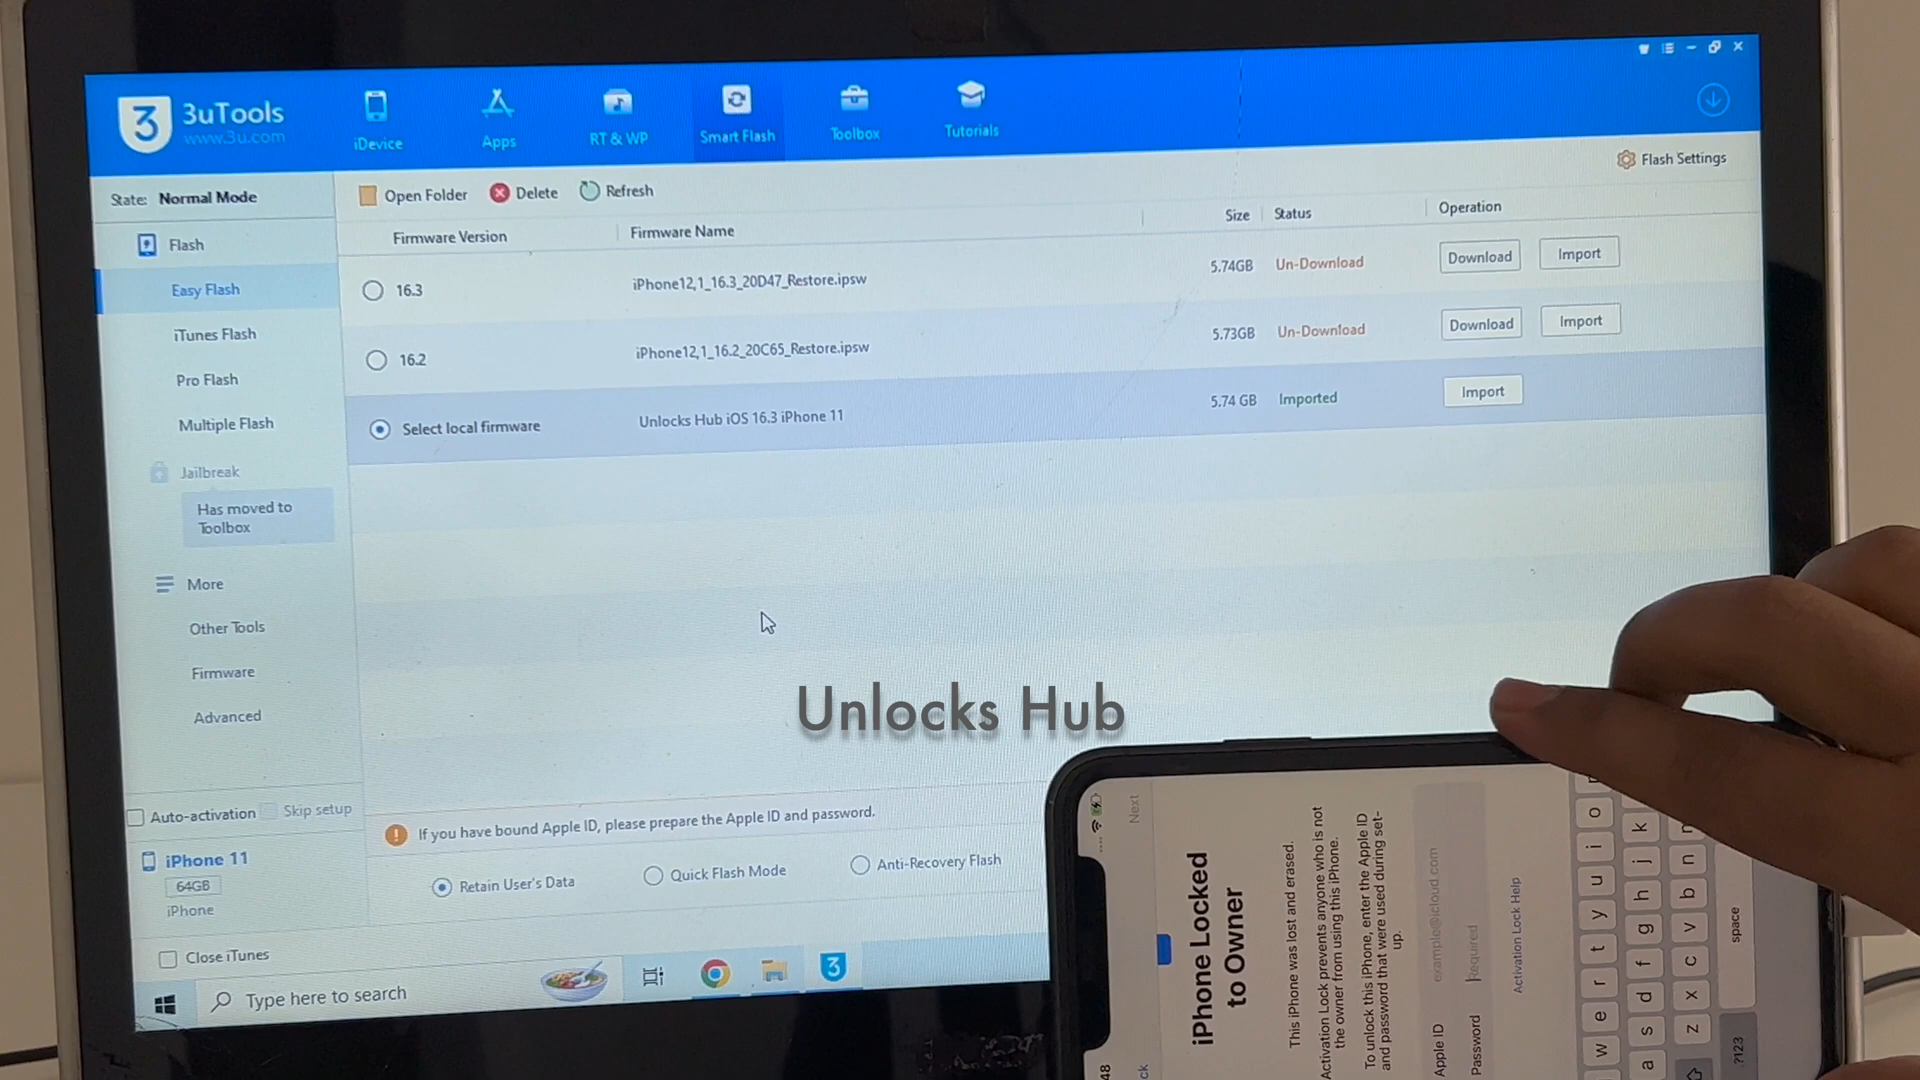 3uTools
www.3u.com
iDevice
Apps
RT & WP
Smart Flash
Toolbox
Tutorials
State: Normal Mode
Open Folder
Delete
Refresh
Flash Settings
Firmware Version
Firmware Name
Size
Status
Operation
16.3
iPhone12,1_16.3_20D47_Restore.ipsw
5.74GB
Un-Download
Download
Import
16.2
iPhone12,1_16.2_20C65_Restore.ipsw
5.73GB
Un-Download
Download
Import
Select local firmware
Unlocks Hub iOS 16.3 iPhone 11
5.74 GB
Imported
Import
Flash
Easy Flash
iTunes Flash
Pro Flash
Multiple Flash
Jailbreak
Has moved to
Toolbox
More
Other Tools
Firmware
Advanced
Auto-activation
Skip setup
iPhone 11
64GB
iPhone
Close iTunes
If you have bound Apple ID, please prepare the Apple ID and password.
Retain User's Data
Quick Flash Mode
Anti-Recovery Flash
Type here to search
3
Unlocks Hub
48
Next
iPhone Locked
to Owner
This iPhone was lost and erased.
Activation Lock prevents anyone who is not
the owner from using this iPhone.
To unlock this iPhone, enter the Apple ID
and password that were used during set-
up.
Apple ID
example@icloud.com
Password
Required
Activation Lock Help
w e r t y u i o
a s d f g h j k
z x c v b n
?123
space